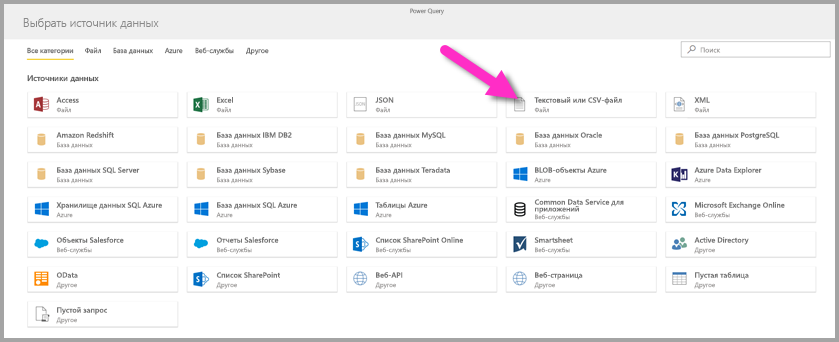 Power Query
Выбрать источник данных
Все категории Файл База данных Azure Веб-службы Другое
Поиск
Источники данных
Access
Файл
Excel
Файл
JSON
JSON
Файл
Текстовый или CSV-файл
Файл
XML
Файл
Amazon Redshift
База данных
База данных IBM DB2
База данных
База данных MySQL
База данных
База данных Oracle
База данных
База данных PostgreSQL
База данных
База данных SQL Server
База данных
База данных Sybase
База данных
База данных Teradata
База данных
BLOB-объекты Azure
Azure
Azure Data Explorer
Azure
Хранилище данных SQL Azure
Azure
База данных SQL Azure
Azure
Таблицы Azure
Azure
Common Data Service для
приложений
Веб-службы
Microsoft Exchange Online
Веб-службы
Объекты Salesforce
Веб-службы
Отчеты Salesforce
Веб-службы
Список SharePoint Online
Веб-службы
Smartsheet
Веб-службы
Active Directory
Другое
OData
Другое
Список SharePoint
Другое
Веб-API
Другое
Веб-страница
Другое
Пустая таблица
Другое
Пустой запрос
Другое